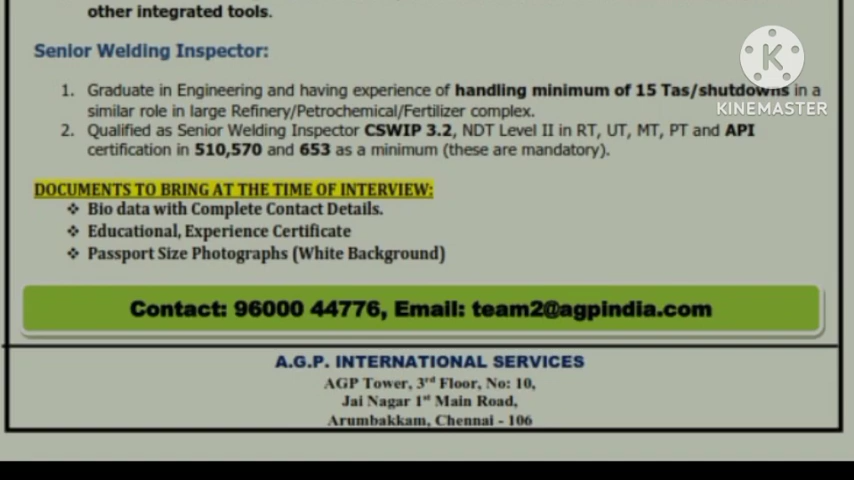 other integrated tools.
Senior Welding Inspector:
1. Graduate in Engineering and having experience of handling minimum of 15 Tas/shutdowns in a
similar role in large Refinery/Petrochemical/Fertilizer complex.
2. Qualified as Senior Welding Inspector CSWIP 3.2, NDT Level II in RT, UT, MT, PT and API
certification in 510,570 and 653 as a minimum (these are mandatory).
DOCUMENTS TO BRING AT THE TIME OF INTERVIEW:
❖ Bio data with Complete Contact Details.
❖ Educational, Experience Certificate
❖ Passport Size Photographs (White Background)
Contact: 96000 44776, Email: team2@agpindia.com
A.G.P. INTERNATIONAL SERVICES
AGP Tower, 3rd Floor, No: 10,
Jai Nagar 1st Main Road,
Arumbakkam, Chennai - 106
K
KINEMASTER